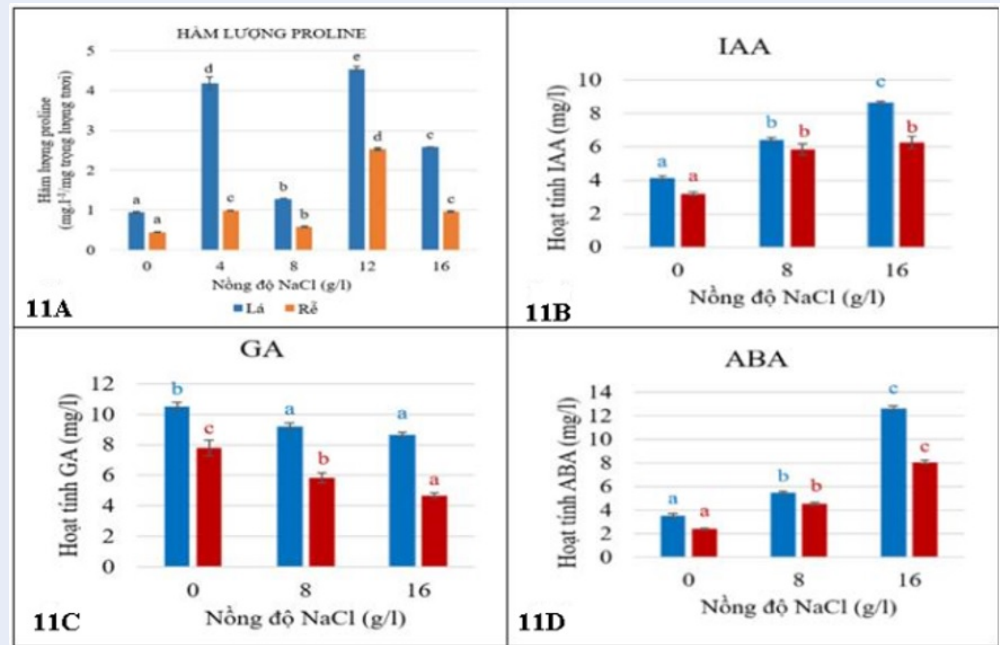 HÀM LƯỢNG PROLINE
Hàm lượng proline
(mg.l⁻¹/mg trọng lượng tươi)
5
4
3
2
1
0
a
a
d
c
b
b
e
d
c
c
0 4 8 12 16
Nồng độ NaCl (g/l)
Lá Rễ
11A
IAA
Hoạt tính IAA (mg/l)
10
8
6
4
2
0
a
a
b
b
c
b
0 8 16
Nồng độ NaCl (g/l)
11B
GA
Hoạt tính GA (mg/l)
12
10
8
6
4
2
0
b
c
a
b
a
a
0 8 16
Nồng độ NaCl (g/l)
11C
ABA
Hoạt tính ABA (mg/l)
14
12
10
8
6
4
2
0
a
a
b
b
c
c
0 8 16
Nồng độ NaCl (g/l)
11D